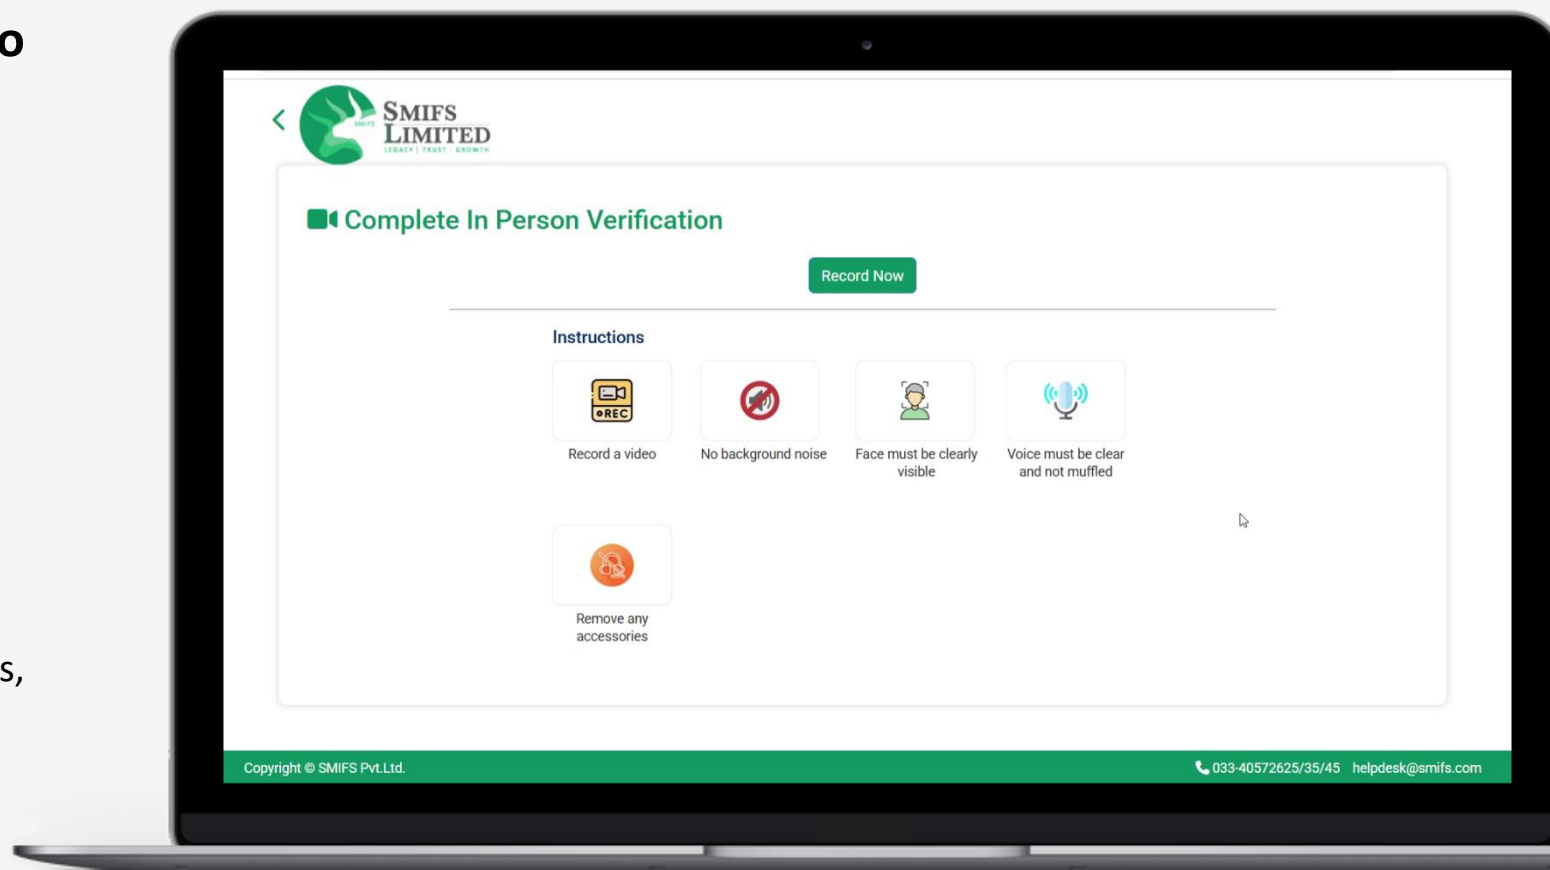 o
SMIFS
SMIFS
LIMITED
LEGACY | TRUST | GROWTH
Complete In Person Verification
Record Now
Instructions
REC
Record a video
No background noise
Face must be clearly
visible
Voice must be clear
and not muffled
Remove any
accessories
s,
Copyright © SMIFS Pvt.Ltd.
033-40572625/35/45 helpdesk@smifs.com